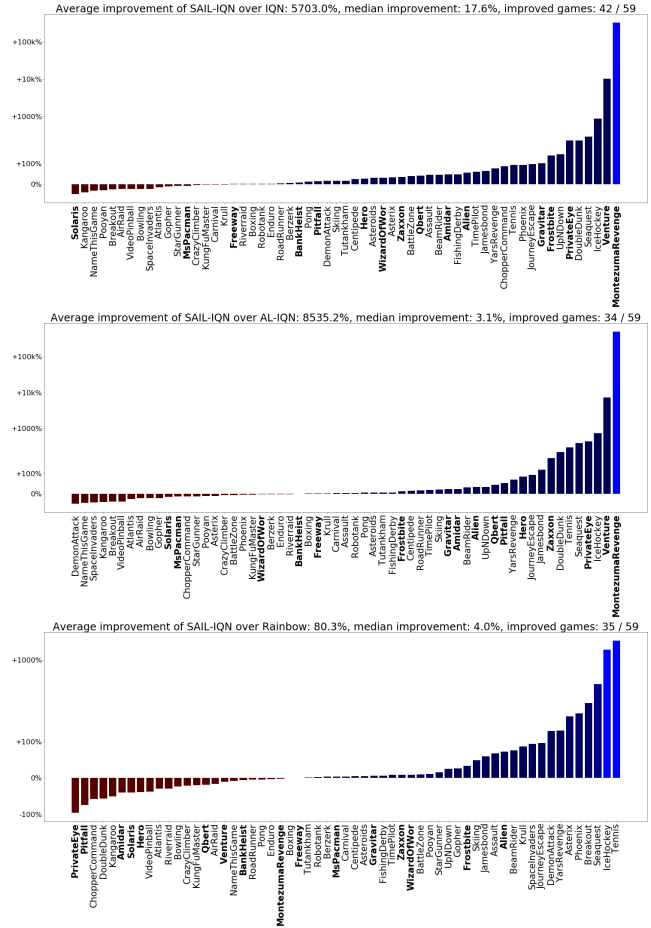 Average improvement of SAIL-IQN over IQN: 5703.0%, median improvement: 17.6%, improved games: 42 / 59
+100k%
+10k%
+1000%
+100%
0%
Solaris
Kangaroo
NameThisGame
Pooyan
Breakout
AirRaid
VideoPinball
Bowling
SpaceInvaders
Atlantis
Gopher
StarGunner
MsPacman
CrazyClimber
KungFuMaster
Carnival
Krull
Freeway
Riverraid
Boxing
Robotank
Enduro
RoadRunner
Berzerk
BankHeist
Pong
Pitfall
DemonAttack
Skiing
Tutankham
Centipede
Hero
Asteroids
WizardOfWor
Asterix
Zaxxon
BattleZone
Qbert
Assault
BeamRider
Amidar
FishingDerby
Alien
TimePilot
Jamesbond
YarsRevenge
ChopperCommand
Tennis
Phoenix
JourneyEscape
Gravitar
Frostbite
UpNDown
PrivateEye
DoubleDunk
Seaquest
IceHockey
Venture
MontezumaRevenge
Average improvement of SAIL-IQN over AL-IQN: 8535.2%, median improvement: 3.1%, improved games: 34 / 59
+100k%
+10k%
+1000%
+100%
0%
DemonAttack
NameThisGame
SpaceInvaders
Kangaroo
Breakout
VideoPinball
Atlantis
AirRaid
Bowling
Gopher
Solaris
MsPacman
ChopperCommand
StarGunner
Pooyan
Asterix
CrazyClimber
BattleZone
Phoenix
KungFuMaster
WizardOfWor
Berzerk
Enduro
Riverraid
BankHeist
Boxing
Freeway
Krull
Carnival
Assault
Robotank
Pong
Asteroids
Tutankham
FishingDerby
Frostbite
Centipede
RoadRunner
TimePilot
Skiing
Gravitar
Amidar
BeamRider
Alien
UpNDown
Qbert
Pitfall
YarsRevenge
Hero
JourneyEscape
Jamesbond
Zaxxon
DoubleDunk
Tennis
Seaquest
PrivateEye
IceHockey
Venture
MontezumaRevenge
Average improvement of SAIL-IQN over Rainbow: 80.3%, median improvement: 4.0%, improved games: 35 / 59
+1000%
+100%
0%
-100%
PrivateEye
Pitfall
ChopperCommand
DoubleDunk
Kangaroo
Amidar
Solaris
Hero
VideoPinball
Atlantis
Riverraid
Bowling
CrazyClimber
KungFuMaster
Qbert
AirRaid
Venture
NameThisGame
BankHeist
RoadRunner
Pong
Enduro
MontezumaRevenge
Boxing
Freeway
Tutankham
Robotank
Berzerk
MsPacman
Carnival
Centipede
Asteroids
Gravitar
FishingDerby
TimePilot
Zaxxon
WizardOfWor
BattleZone
Pooyan
StarGunner
UpNDown
Gopher
Frostbite
Skiing
Jamesbond
Assault
Alien
BeamRider
Krull
SpaceInvaders
JourneyEscape
DemonAttack
YarsRevenge
Asterix
Phoenix
Breakout
Seaquest
IceHockey
Tennis